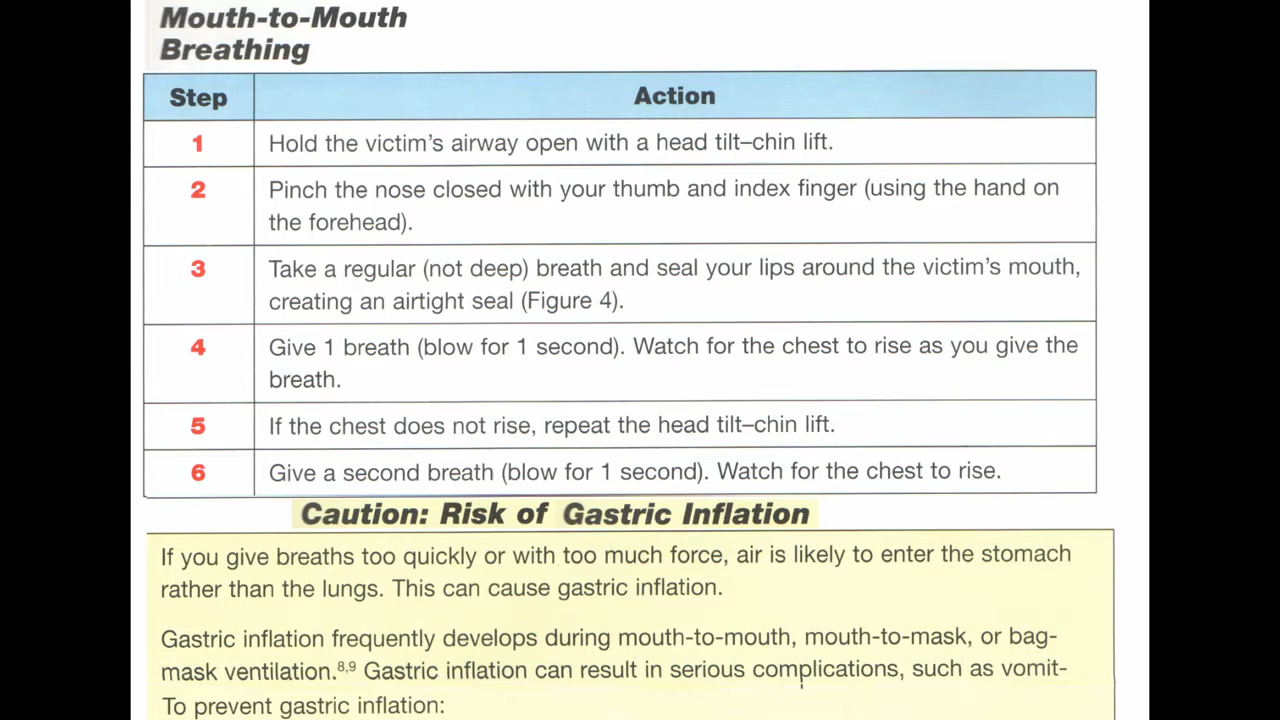 Mouth-to-Mouth
Breathing
Step Action
1 Hold the victim's airway open with a head tilt–chin lift.
2 Pinch the nose closed with your thumb and index finger (using the hand on
the forehead).
3 Take a regular (not deep) breath and seal your lips around the victim's mouth,
creating an airtight seal (Figure 4).
4 Give 1 breath (blow for 1 second). Watch for the chest to rise as you give the
breath.
5 If the chest does not rise, repeat the head tilt–chin lift.
6 Give a second breath (blow for 1 second). Watch for the chest to rise.
Caution: Risk of Gastric Inflation
If you give breaths too quickly or with too much force, air is likely to enter the stomach
rather than the lungs. This can cause gastric inflation.
Gastric inflation frequently develops during mouth-to-mouth, mouth-to-mask, or bag-
mask ventilation.8,9 Gastric inflation can result in serious complications, such as vomit-
To prevent gastric inflation: